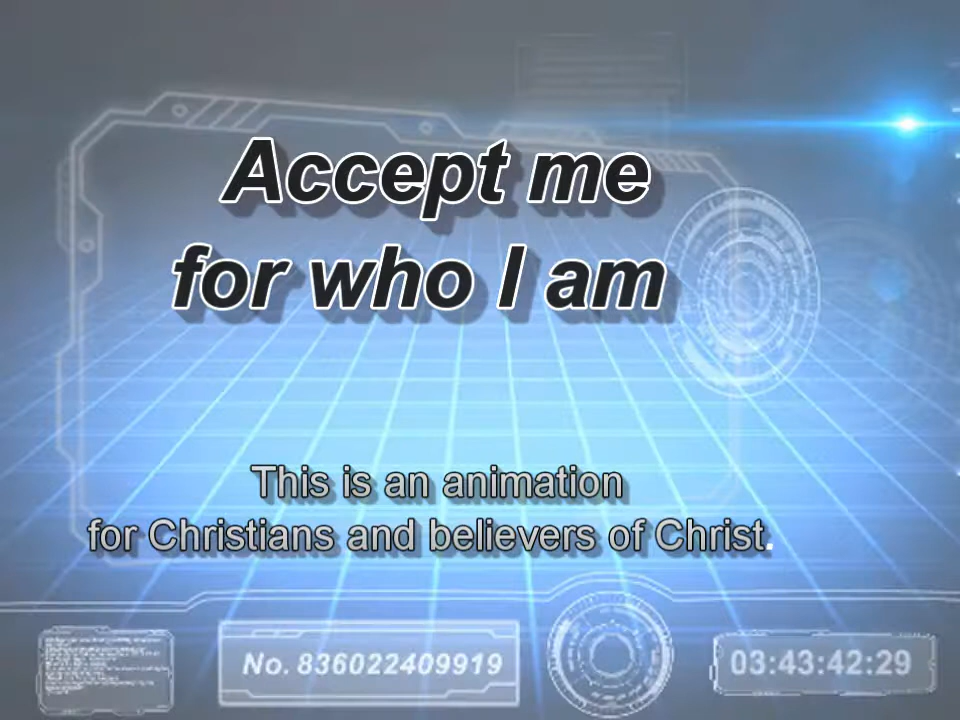 Accept me
for who I am
This is an animation
for Christians and believers of Christ.
No. 836022409919
03:43:42:29